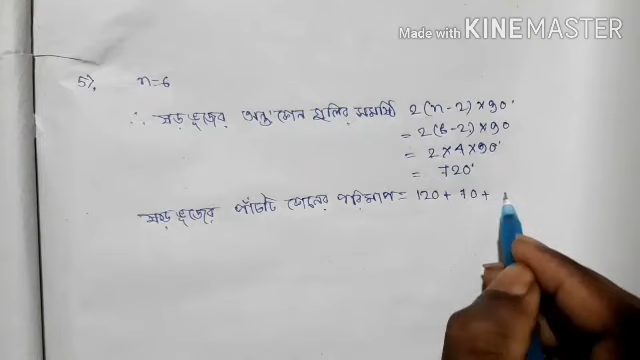 Made with KINEMASTER
5). n=6
∴ ষড়ভুজের অন্তঃকোন গুলির সমষ্টি 2(n-2)×90°
= 2(6-2)×90
= 2×4×90°
= 720°
ষড়ভুজের পাঁচটি কোনের পরিমাপ = 120+70+